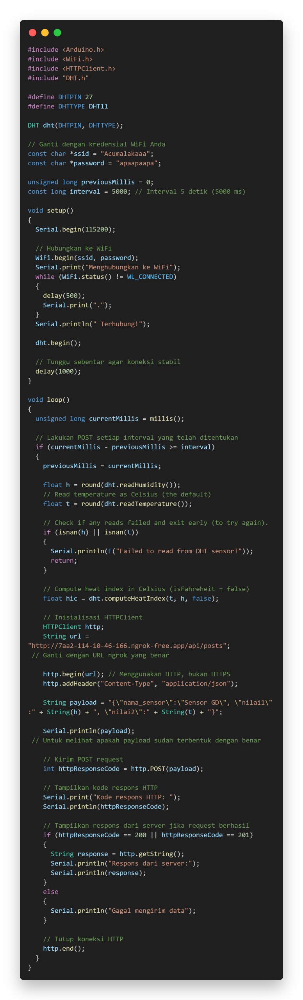 #include <Arduino.h>
#include <WiFi.h>
#include <HTTPClient.h>
#include "DHT.h"
#define DHTPIN 27
#define DHTTYPE DHT11
DHT dht(DHTPIN, DHTTYPE);
// Ganti dengan kredensial WiFi Anda
const char *ssid = "Acumalakaaa";
const char *password = "apaapaapa";
unsigned long previousMillis = 0;
const long interval = 5000; // Interval 5 detik (5000 ms)
void setup()
{
  Serial.begin(115200);
  // Hubungkan ke WiFi
  WiFi.begin(ssid, password);
  Serial.print("Menghubungkan ke WiFi");
  while (WiFi.status() != WL_CONNECTED)
  {
    delay(500);
    Serial.print(".");
  }
  Serial.println(" Terhubung!");
  dht.begin();
  // Tunggu sebentar agar koneksi stabil
  delay(1000);
}
void loop()
{
  unsigned long currentMillis = millis();
  // Lakukan POST setiap interval yang telah ditentukan
  if (currentMillis - previousMillis >= interval)
  {
    previousMillis = currentMillis;
    float h = round(dht.readHumidity());
    // Read temperature as Celsius (the default)
    float t = round(dht.readTemperature());
    // Check if any reads failed and exit early (to try again).
    if (isnan(h) || isnan(t))
    {
      Serial.println(F("Failed to read from DHT sensor!"));
      return;
    }
    // Compute heat index in Celsius (isFahreheit = false)
    float hic = dht.computeHeatIndex(t, h, false);
    // Inisialisasi HTTPClient
    HTTPClient http;
    String url =
"http://7aa2-114-10-46-166.ngrok-free.app/api/posts";
 // Ganti dengan URL ngrok yang benar
    http.begin(url); // Menggunakan HTTP, bukan HTTPS
    http.addHeader("Content-Type", "application/json");
    String payload = "{\"nama_sensor\":\"Sensor GD\", \"nilai1\"
:" + String(h) + ", \"nilai2\":" + String(t) + "}";
    Serial.println(payload);
 // Untuk melihat apakah payload sudah terbentuk dengan benar
    // Kirim POST request
    int httpResponseCode = http.POST(payload);
    // Tampilkan kode respons HTTP
    Serial.print("Kode respons HTTP: ");
    Serial.println(httpResponseCode);
    // Tampilkan respons dari server jika request berhasil
    if (httpResponseCode == 200 || httpResponseCode == 201)
    {
      String response = http.getString();
      Serial.println("Respons dari server:");
      Serial.println(response);
    }
    else
    {
      Serial.println("Gagal mengirim data");
    }
    // Tutup koneksi HTTP
    http.end();
  }
}